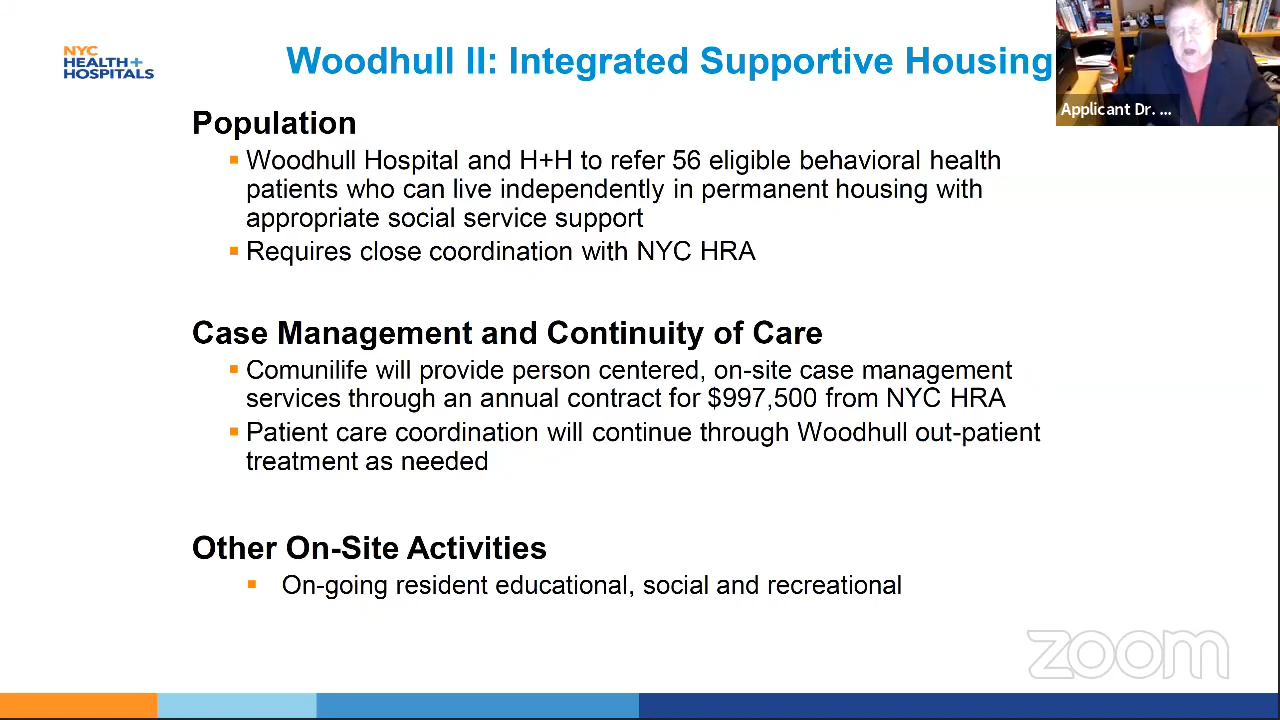 NYC
HEALTH+
HOSPITALS
Woodhull II: Integrated Supportive Housing
Applicant Dr. ...
Population
▪ Woodhull Hospital and H+H to refer 56 eligible behavioral health
patients who can live independently in permanent housing with
appropriate social service support
▪ Requires close coordination with NYC HRA
Case Management and Continuity of Care
▪ Comunilife will provide person centered, on-site case management
services through an annual contract for $997,500 from NYC HRA
▪ Patient care coordination will continue through Woodhull out-patient
treatment as needed
Other On-Site Activities
▪ On-going resident educational, social and recreational
zoom